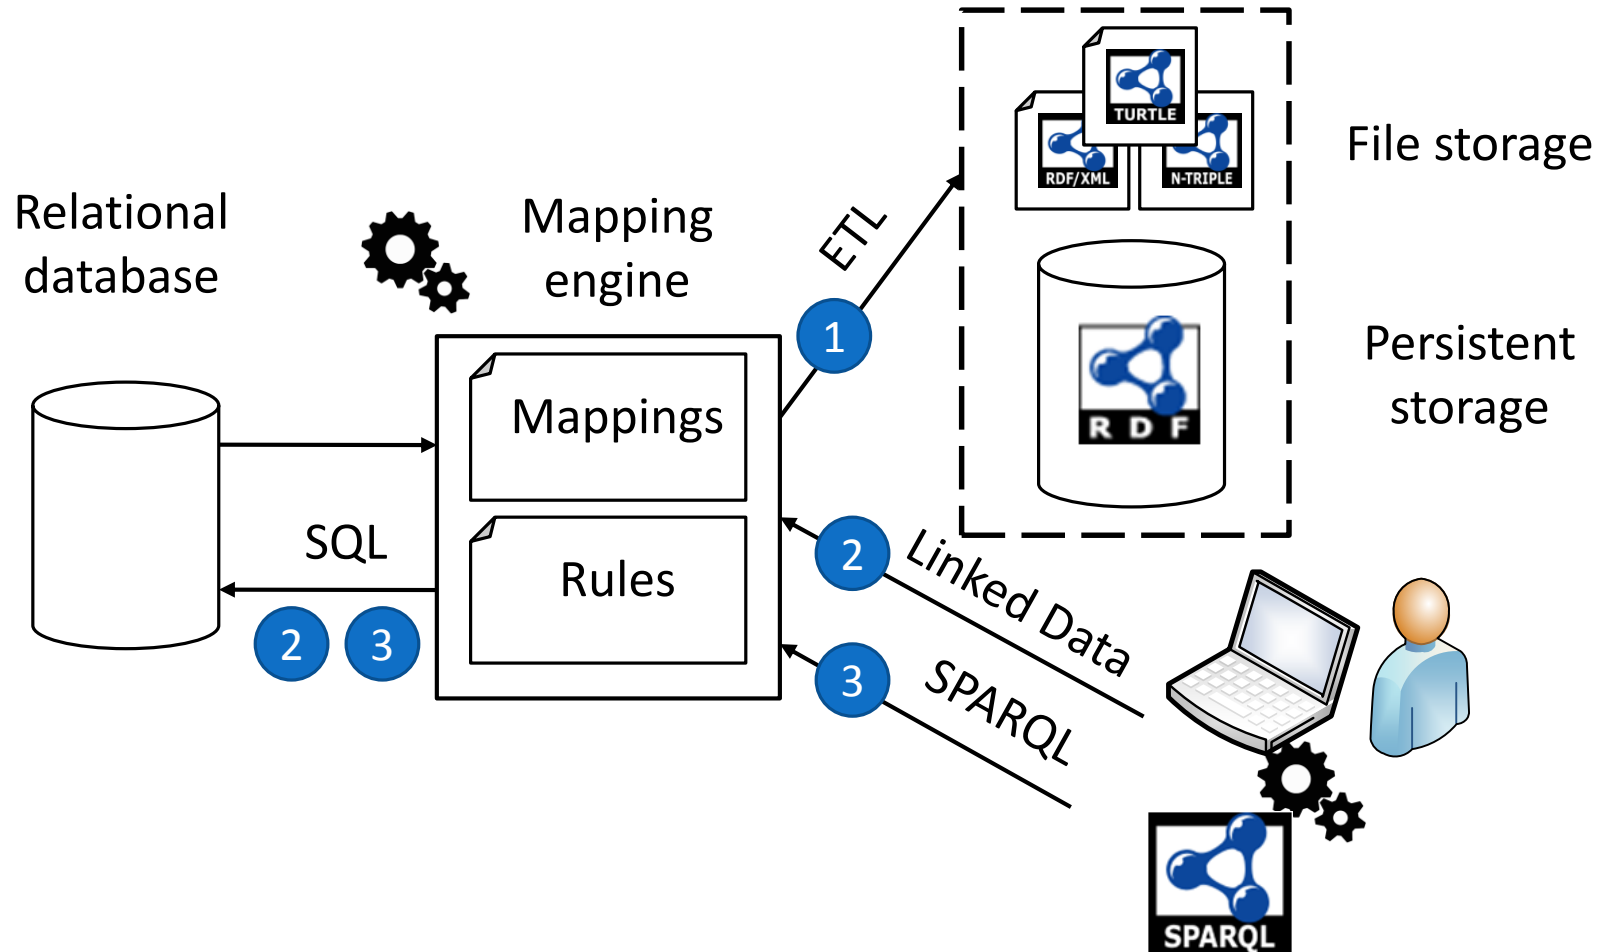 Relational
database
Mapping
engine
Mappings
Rules
SQL
2
3
ETL
1
TURTLE
RDF/XML
N-TRIPLE
File storage
RDF
Persistent
storage
2
Linked Data
3
SPARQL
SPARQL